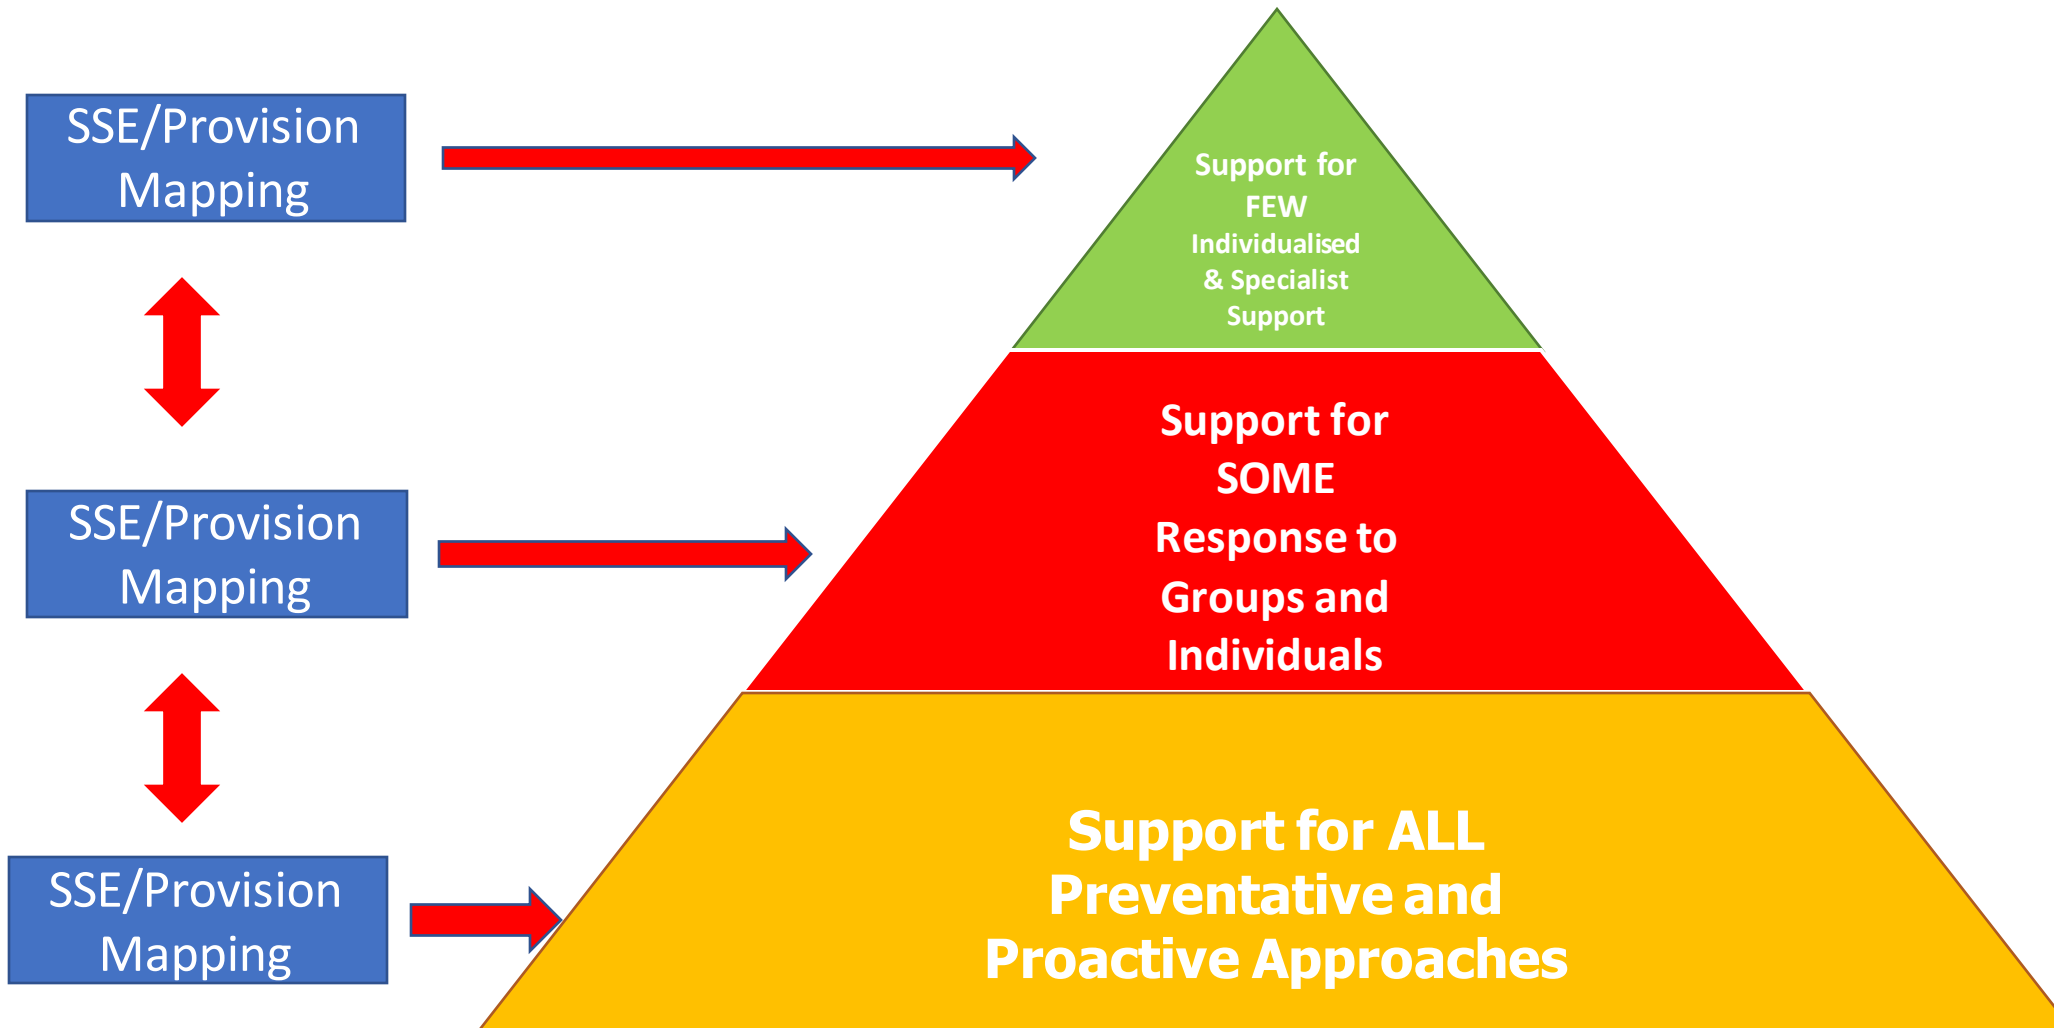 SSE/Provision
Mapping
Support for
FEW
Individualised
& Specialist
Support
SSE/Provision
Mapping
Support for
SOME
Response to
Groups and
Individuals
SSE/Provision
Mapping
Support for ALL
Preventative and
Proactive Approaches